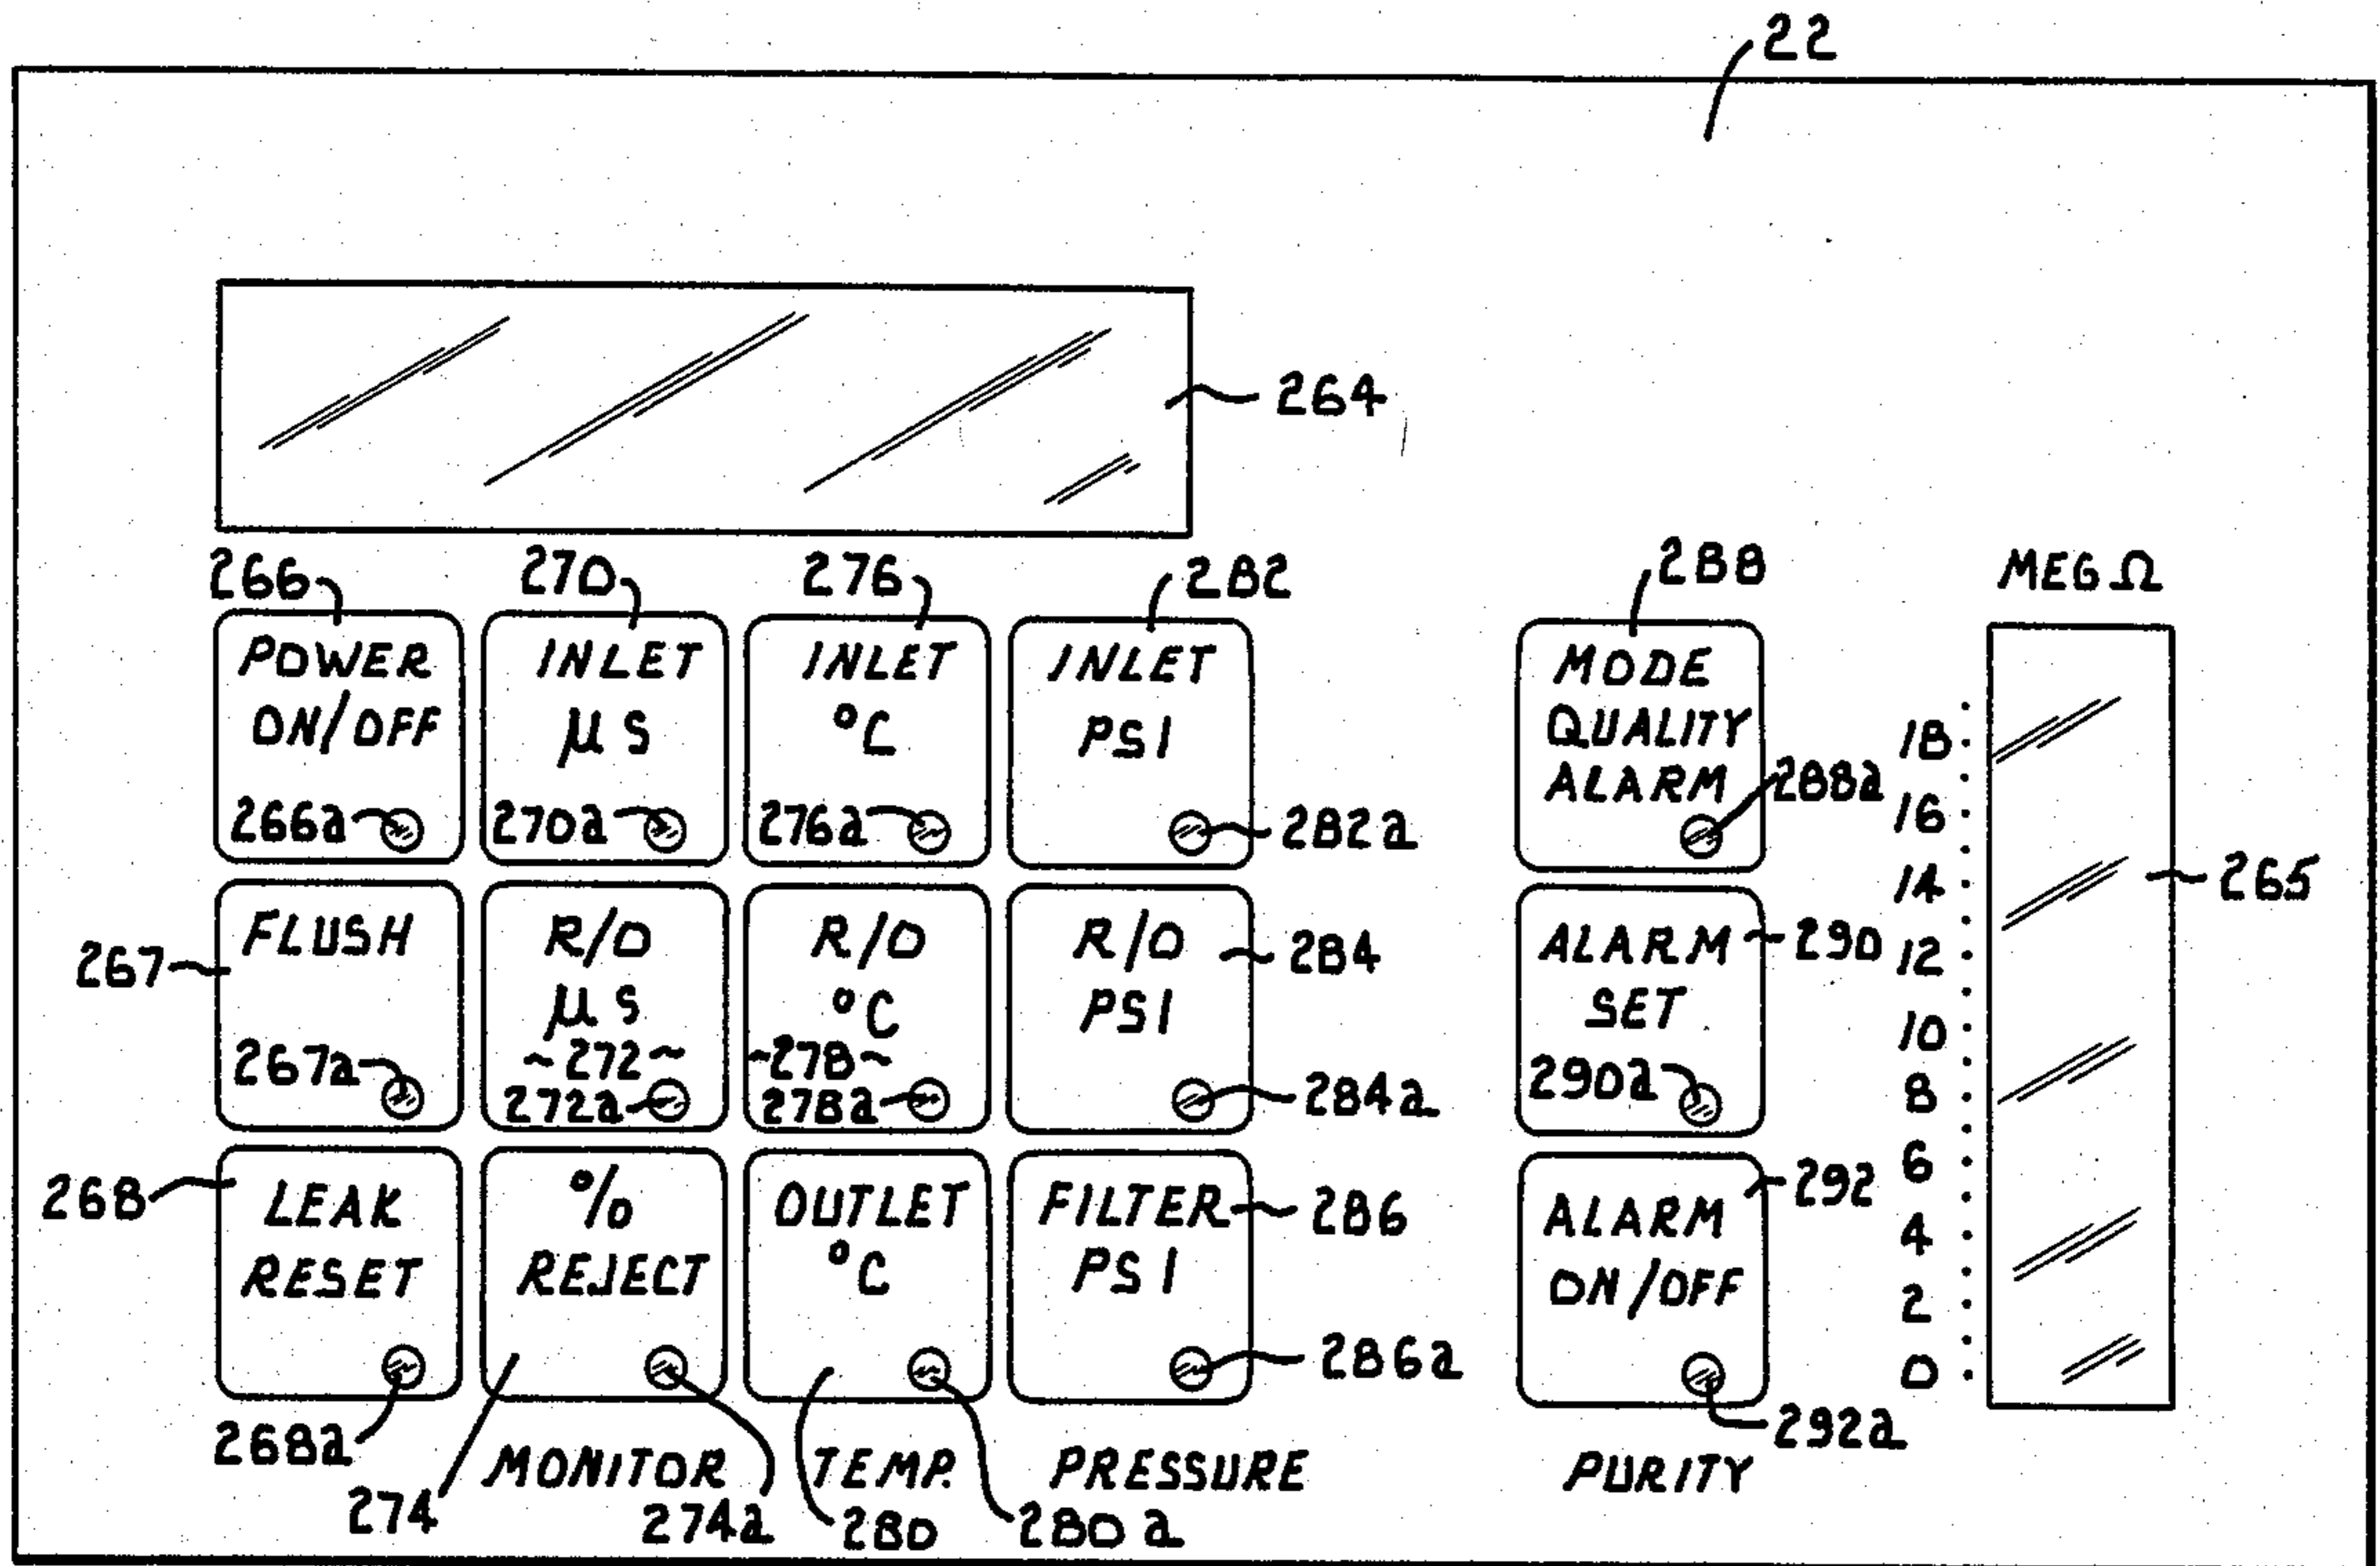 22
264
266
270
276
282
288
MEG Ω
POWER
ON/OFF
266a
INLET
µS
270a
INLET
°C
276a
INLET
PSI
282a
MODE
QUALITY
ALARM
288a
18
16
14
12
10
8
6
4
2
0
265
267
FLUSH
267a
R/O
µS
~272~
272a
R/O
°C
~278~
278a
R/O
PSI
284
284a
ALARM
SET
290
290a
268
LEAK
RESET
268a
%
REJECT
274
274a
OUTLET
°C
280
280a
FILTER
PSI
286
286a
ALARM
ON/OFF
292
292a
MONITOR
TEMP.
PRESSURE
PURITY